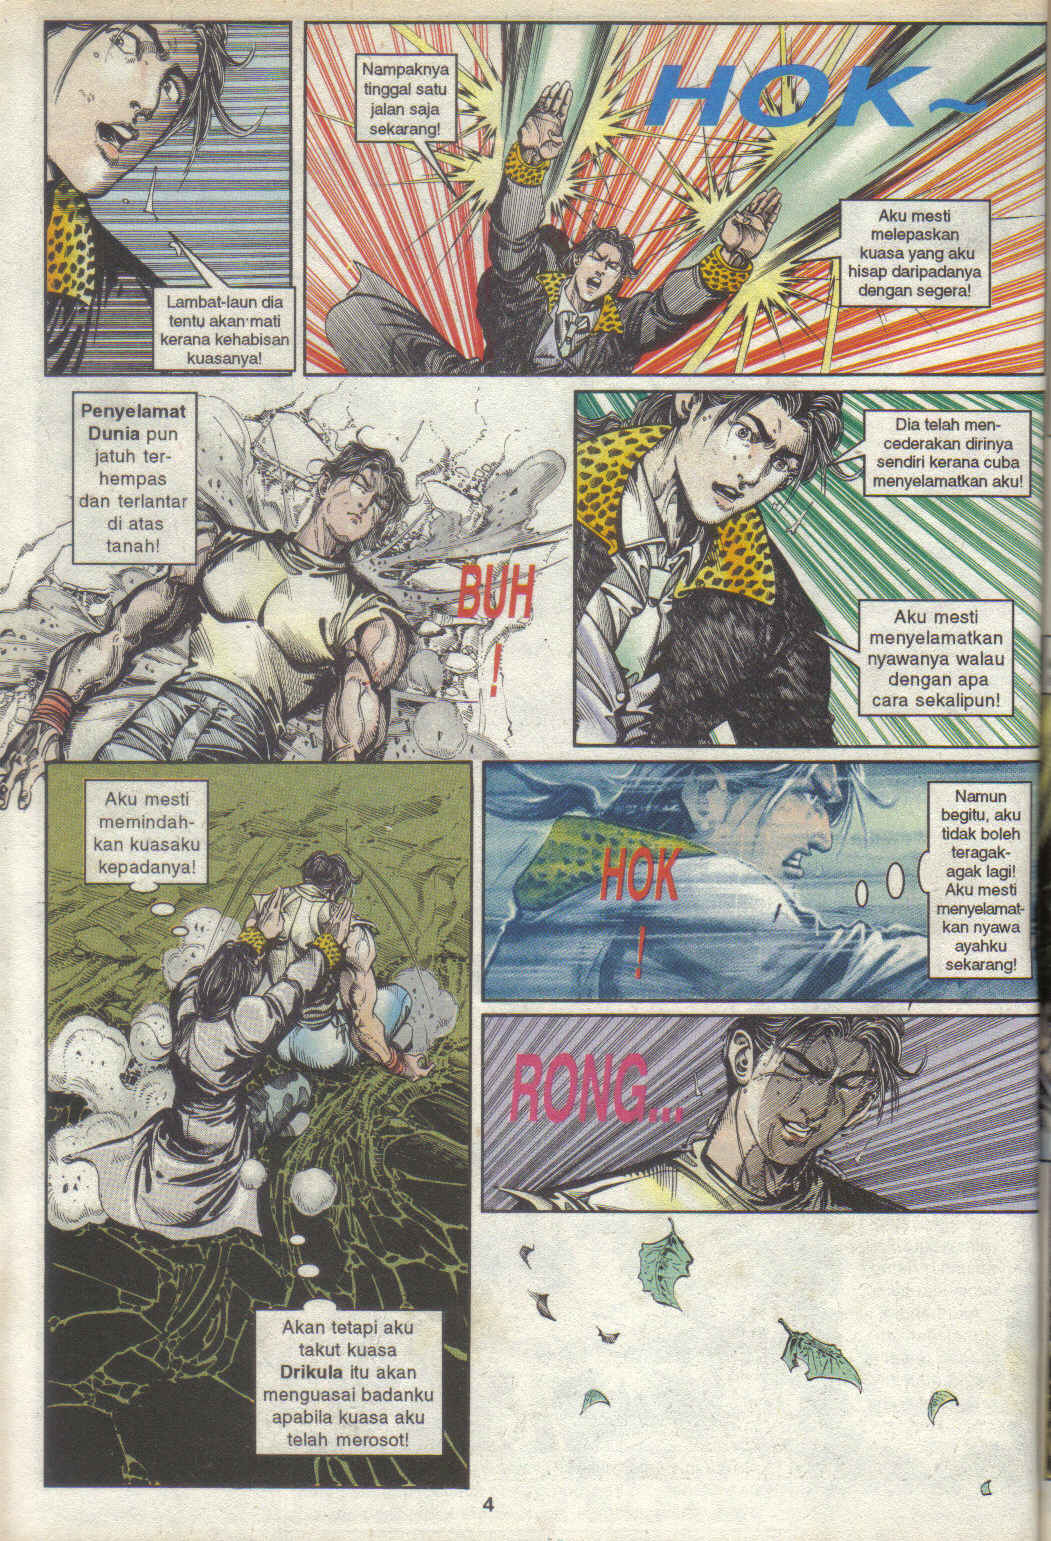 Lambat-laun dia
tentu akan mati
kerana kehabisan
kuasanya!
Nampaknya
tinggal satu
jalan saja
sekarang!
HOK~
Aku mesti
melepaskan
kuasa yang aku
hisap daripadanya
dengan segera!
Penyelamat
Dunia pun
jatuh ter-
hempas
dan terlantar
di atas
tanah!
BUH
!
Dia telah men-
cederakan dirinya
sendiri kerana cuba
menyelamatkan aku!
Aku mesti
menyelamatkan
nyawanya walau
dengan apa
cara sekalipun!
Aku mesti
memindah-
kan kuasaku
kepadanya!
Akan tetapi aku
takut kuasa
Drikula itu akan
menguasai badanku
apabila kuasa aku
telah merosot!
HOK
!
Namun
begitu, aku
tidak boleh
teragak-
agak lagi!
Aku mesti
menyelamat-
kan nyawa
ayahku
sekarang!
RONG...
4